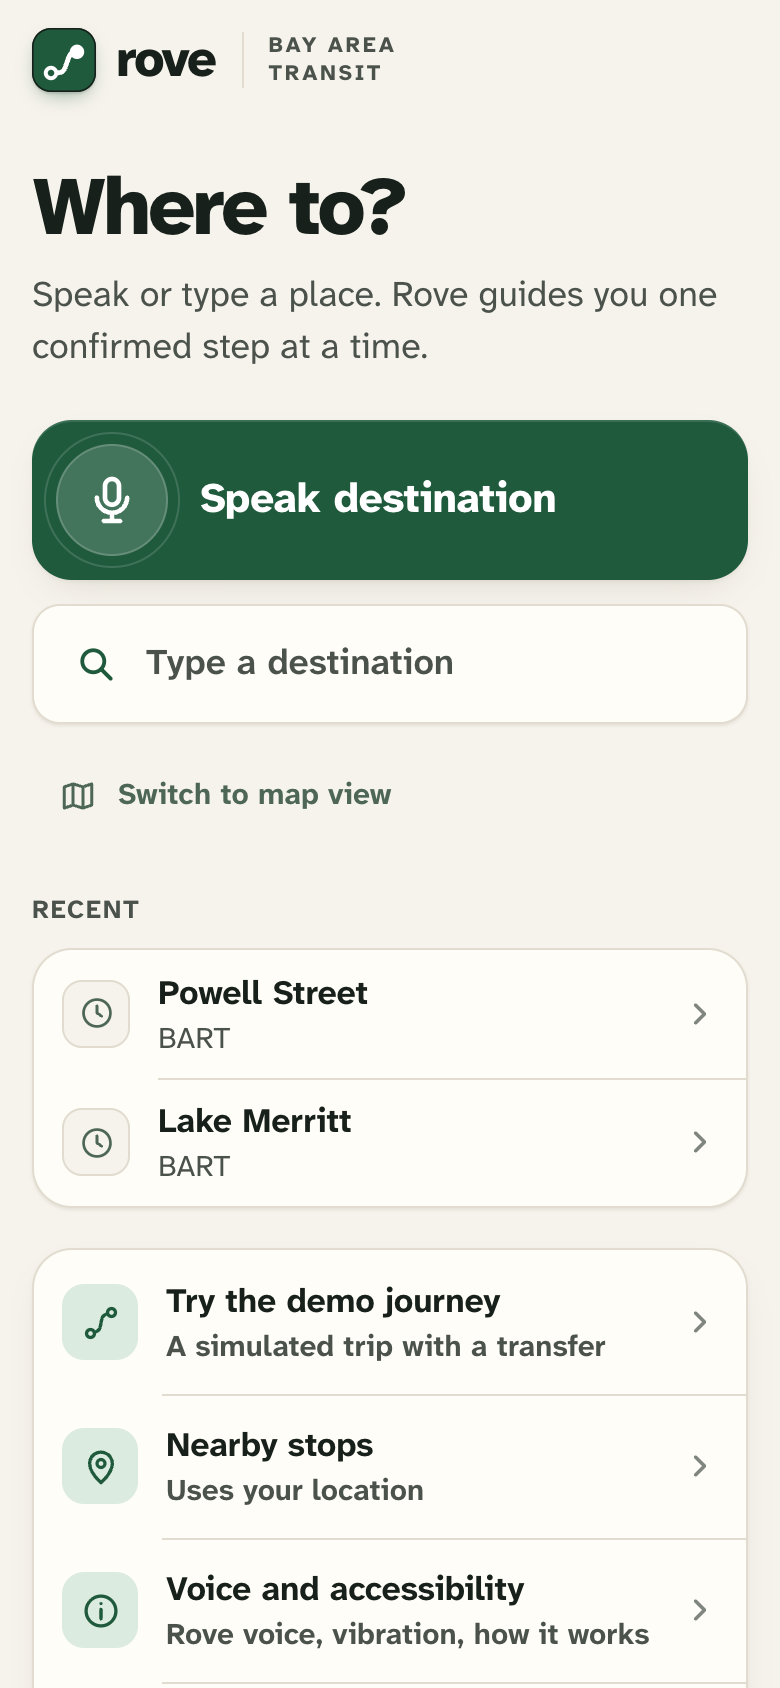 rove
BAY AREA
TRANSIT
Where to?
Speak or type a place. Rove guides you one
confirmed step at a time.
Speak destination
Type a destination
Switch to map view
RECENT
Powell Street
BART
Lake Merritt
BART
Try the demo journey
A simulated trip with a transfer
Nearby stops
Uses your location
Voice and accessibility
Rove voice, vibration, how it works